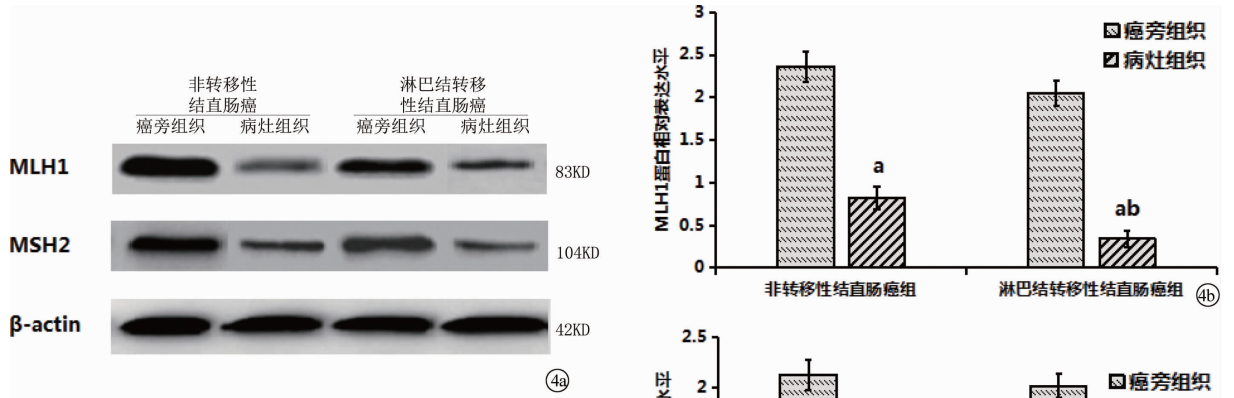 非转移性
结直肠癌
淋巴结转移
性结直肠癌
癌旁组织 病灶组织 癌旁组织 病灶组织
MLH1 83KD
MSH2 104KD
β-actin 42KD
4a
MLH1蛋白相对表达水平
3
2.5
2
1.5
1
0.5
0
癌旁组织
病灶组织
a
ab
非转移性结直肠癌组 淋巴结转移性结直肠癌组
4b
水平
2.5
2
癌旁组织